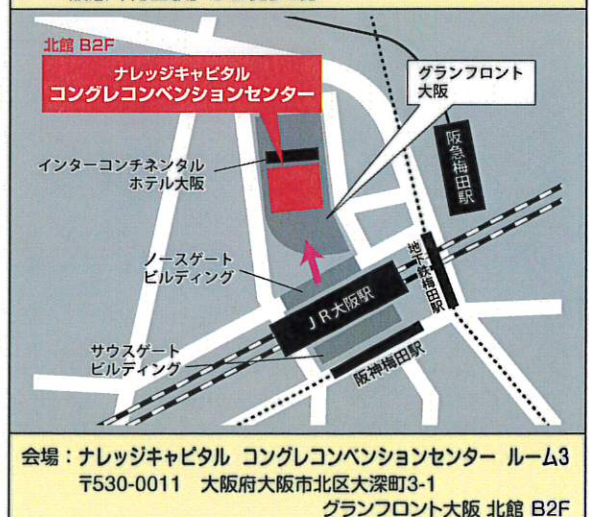 北館 B2F
ナレッジキャピタル
コングレコンベンションセンター
グランフロント
大阪
阪急梅田駅
インターコンチネンタル
ホテル大阪
ノースゲート
ビルディング
地下鉄梅田駅
JR大阪駅
サウスゲート
ビルディング
阪神梅田駅
会場：ナレッジキャピタル コングレコンベンションセンター ルーム3
〒530-0011 大阪府大阪市北区大深町3-1
グランフロント大阪 北館 B2F